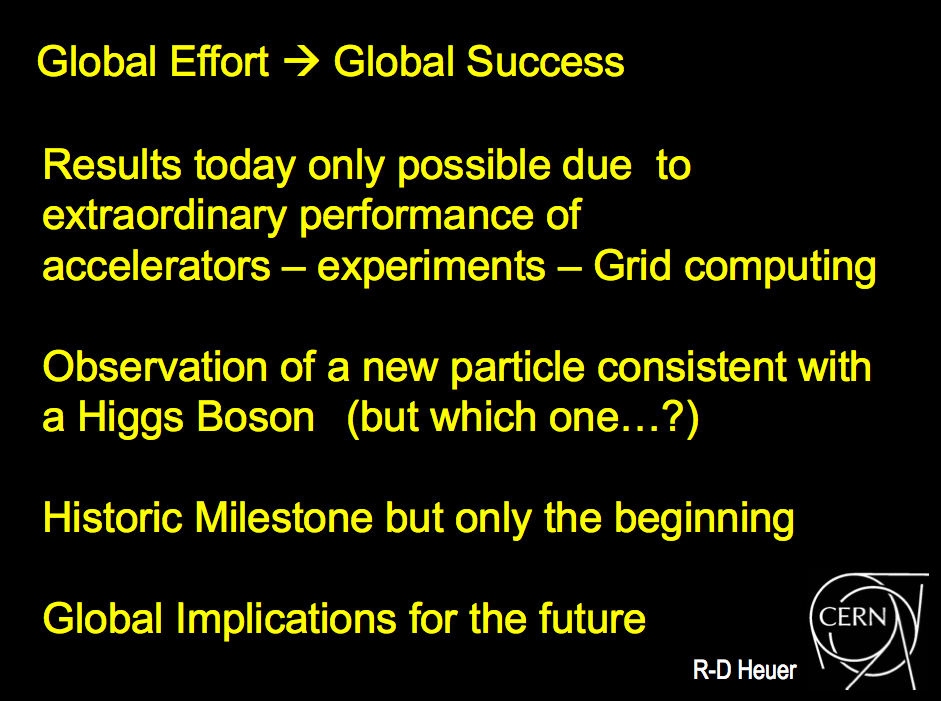 Global Effort → Global Success
Results today only possible due  to
extraordinary performance of
accelerators – experiments – Grid computing
Observation of a new particle consistent with
a Higgs Boson   (but which one…?)
Historic Milestone but only the beginning
Global Implications for the future
CERN
R-D Heuer